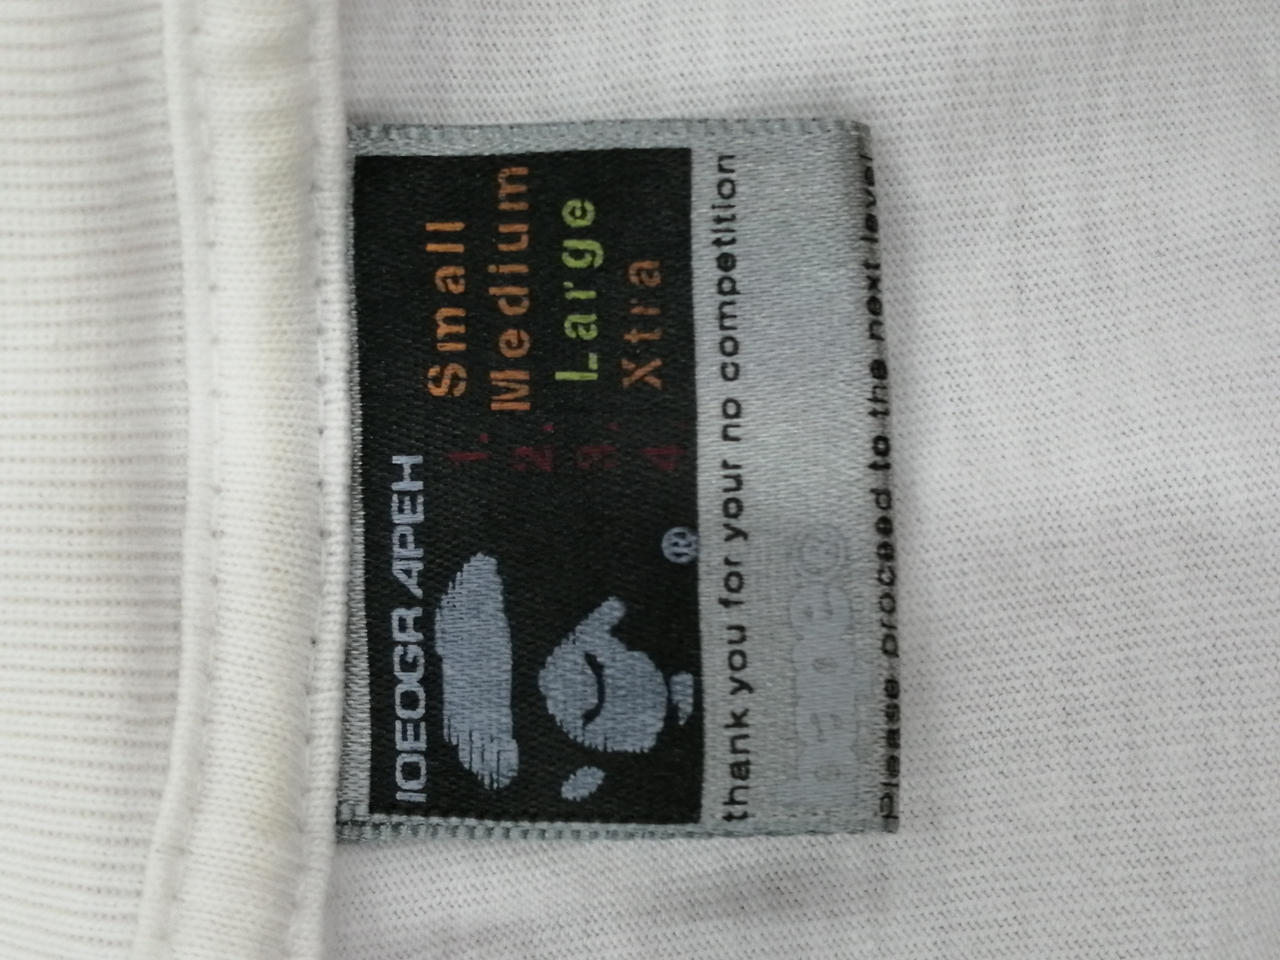 IOEOGRAPEH
1. Small
2. Medium
3. Large
4. Xtra
®
thank you for your no competition
Please proceed to the next level